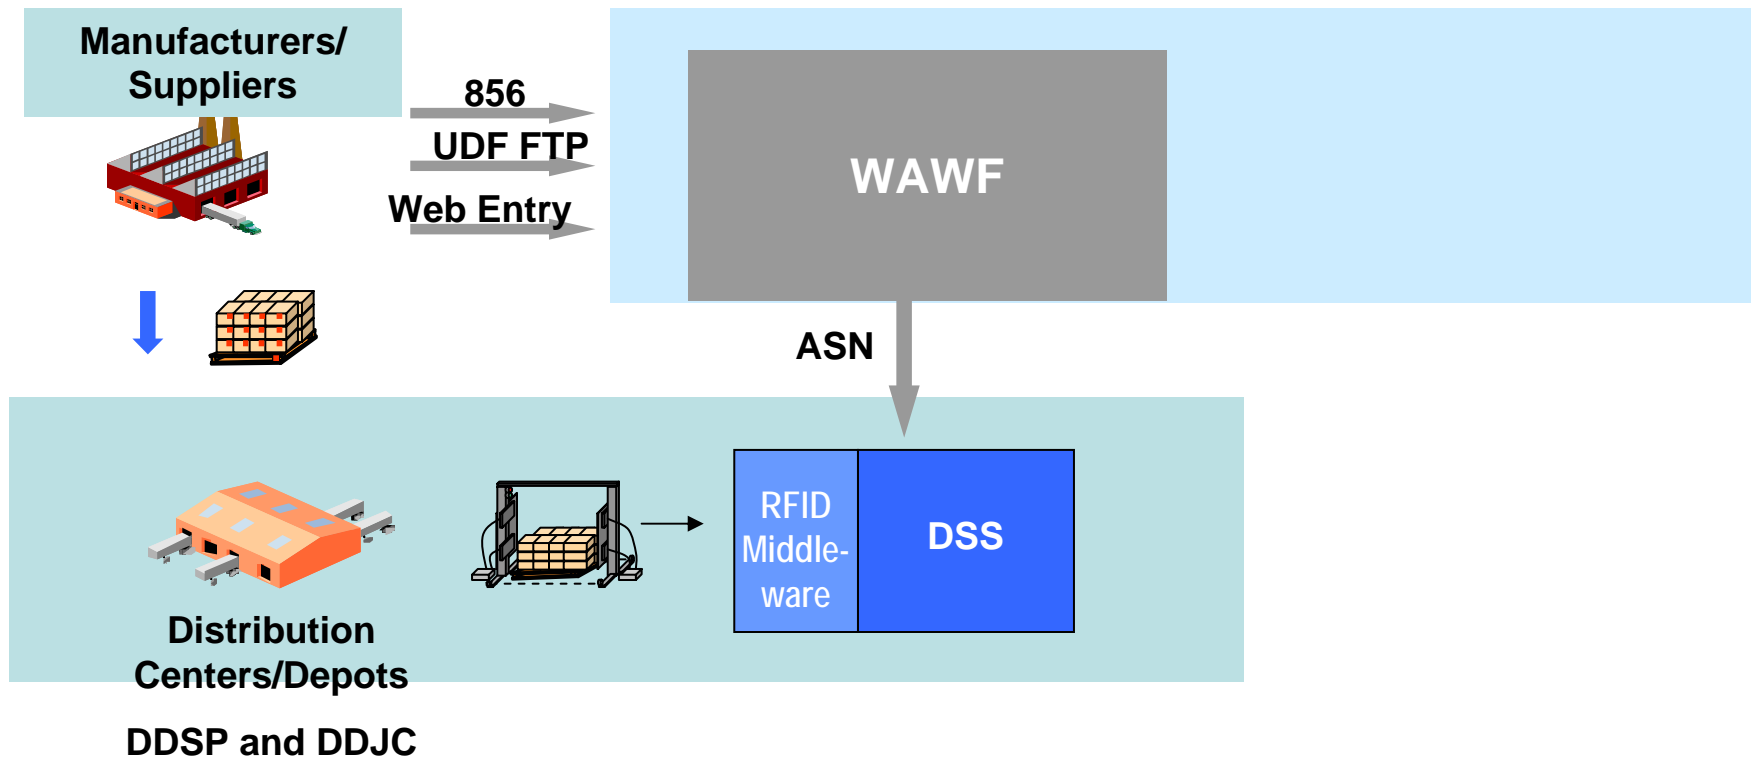 Manufacturers/
Suppliers
856
UDF FTP
Web Entry
WAWF
ASN
RFID
Middle-
ware
DSS
Distribution
Centers/Depots
DDSP and DDJC